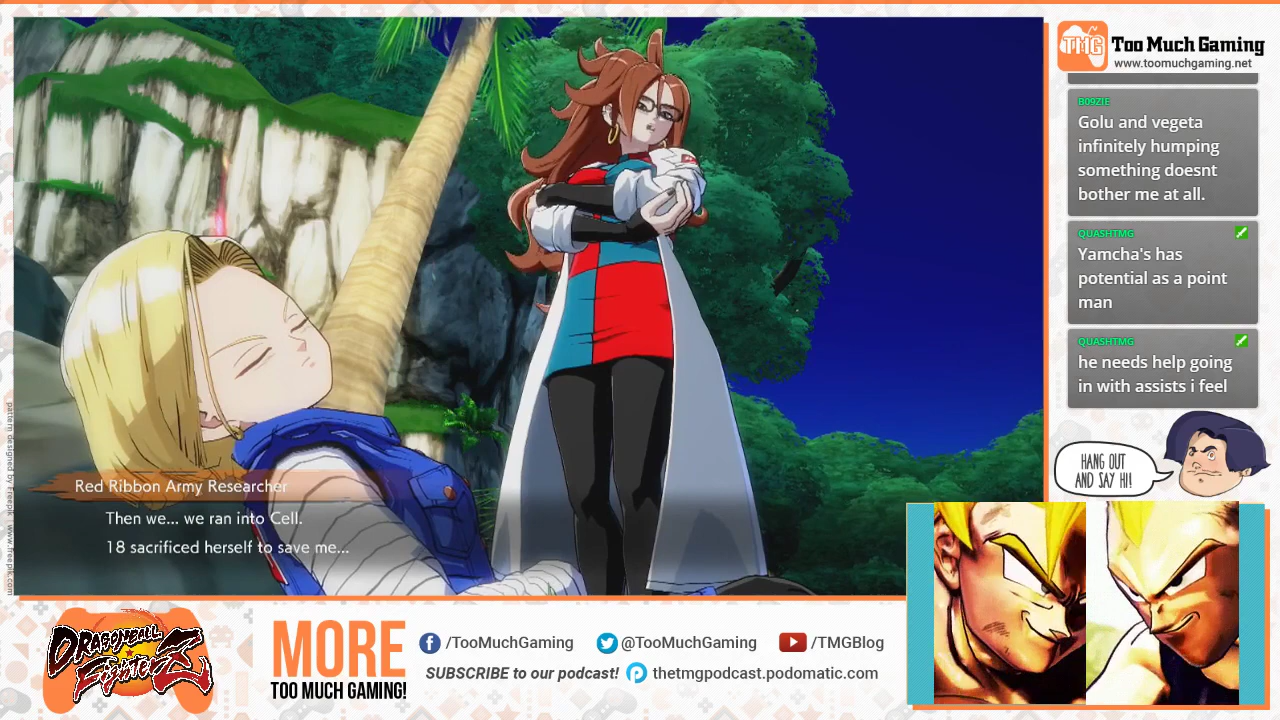 TMG
Too Much Gaming
www.toomuchgaming.net
B09ZIE
Golu and vegeta
infinitely humping
something doesnt
bother me at all.
QUASHTMG
Yamcha's has
potential as a point
man
QUASHTMG
he needs help going
in with assists i feel
HANG OUT
AND SAY HI!
Red Ribbon Army Researcher
Then we... we ran into Cell.
18 sacrificed herself to save me...
pattern designed by freepik | www.freepik.com
DRAGONBALL
FighterZ
MORE
TOO MUCH GAMING!
/TooMuchGaming
@TooMuchGaming
/TMGBlog
SUBSCRIBE to our podcast!
thetmgpodcast.podomatic.com